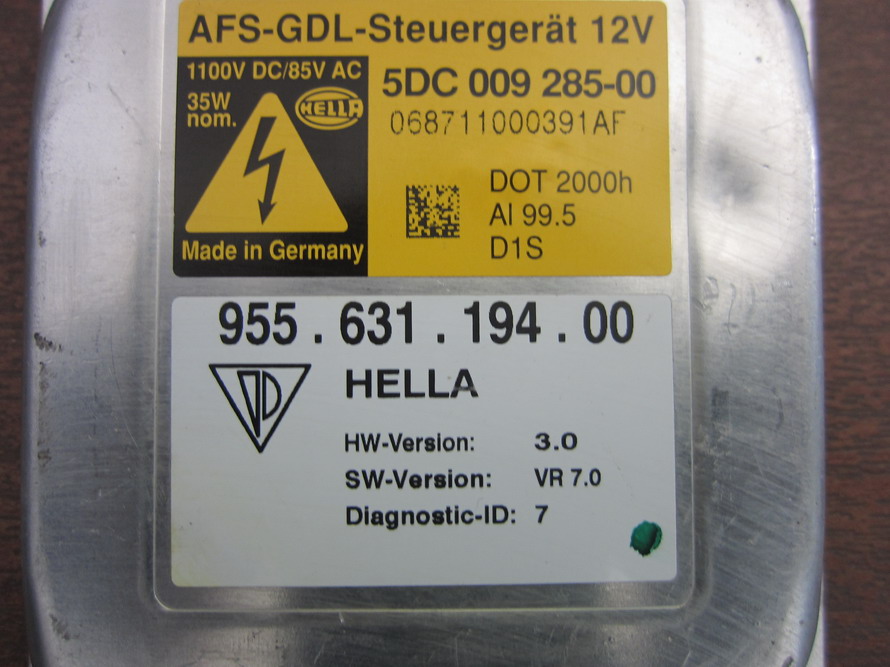 AFS-GDL-Steuergerät 12V
1100V DC/85V AC
35W
nom.
HELLA
5DC 009 285-00
068711000391AF
DOT 2000h
Al 99.5
D1S
Made in Germany
955.631.194.00
HELLA
HW-Version: 3.0
SW-Version: VR 7.0
Diagnostic-ID: 7